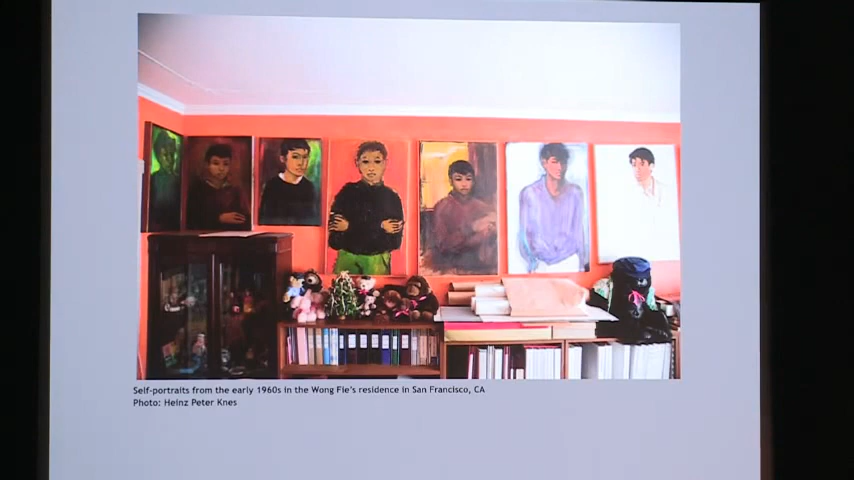 Self-portraits from the early 1960s in the Wong Fie's residence in San Francisco, CA
Photo: Heinz Peter Knes